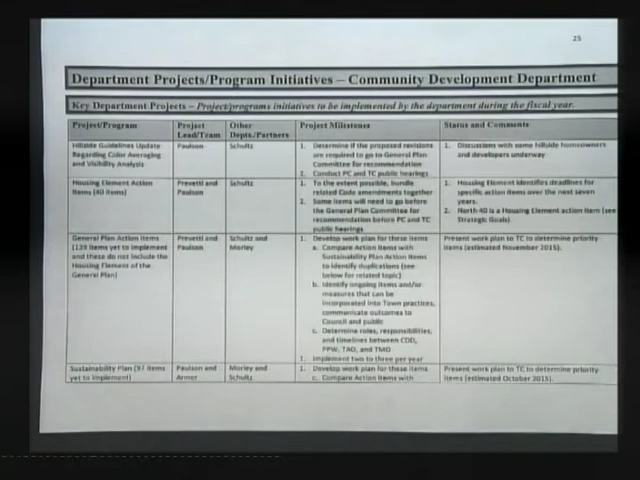 25
Department Projects/Program Initiatives – Community Development Department
Key Department Projects – Project/programs initiatives to be implemented by the department during the fiscal year.
Project/Program
Project Lead/Team
Other Depts./Partners
Project Milestones
Status and Comments
Hillside Guidelines Update
Regarding Color Averaging
and Visibility Analysis
Paulson
Schultz
1. Determine if the proposed revisions
are required to go to General Plan
Committee for recommendation
2. Conduct PC and TC public hearings
1. Discussions with some Hillside homeowners
and developers underway
Housing Element Action
Items (40 items)
Prevetti and
Paulson
Schultz
1. To the extent possible, bundle
related Code amendments together
2. Some items will need to go before
the General Plan Committee for
recommendation before PC and TC
public hearings
1. Housing Element identifies deadlines for
specific action items over the next seven
years.
2. North 40 is a Housing Element action item (see
Strategic Goals)
General Plan Action Items
(139 items yet to implement
and these do not include the
Housing Element of the
General Plan)
Prevetti and
Paulson
Schultz and
Morley
1. Develop work plan for these items
a. Compare Action Items with
Sustainability Plan Action Items
to identify duplications (see
below for related topic)
b. Identify ongoing items and/or
measures that can be
incorporated into Town practices,
communicate outcomes to
Council and public
c. Determine roles, responsibilities,
and timelines between CDD,
PPW, TAO, and TMO
1. Implement two to three per year
Present work plan to TC to determine priority
items (estimated November 2015).
Sustainability Plan (97 items
yet to implement)
Paulson and
Armer
Morley and
Schultz
1. Develop work plan for these items
c. Compare Action Items with
Present work plan to TC to determine priority
items (estimated October 2015).